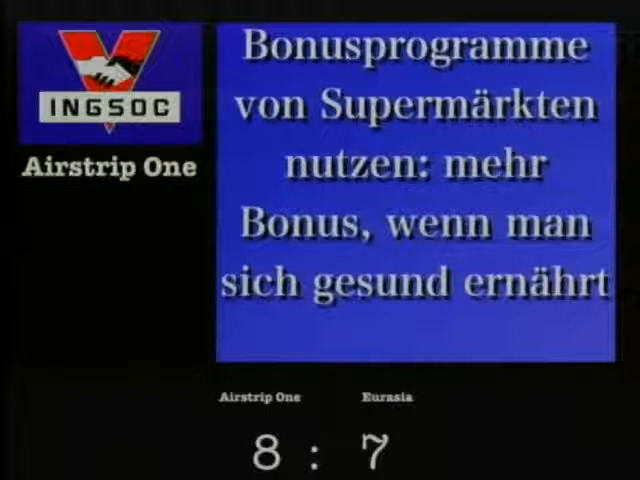 INGSOC
Airstrip One
Bonusprogramme
von Supermärkten
nutzen: mehr
Bonus, wenn man
sich gesund ernährt
Airstrip One
Eurasia
8 : 7